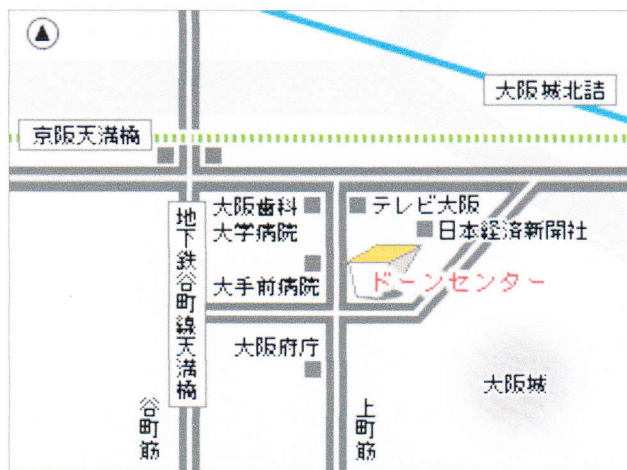 大阪城北詰
京阪天満橋
地下鉄谷町線天満橋
大阪歯科
大学病院
テレビ大阪
日本経済新聞社
大手前病院
ドーンセンター
大阪府庁
大阪城
谷町筋
上町筋